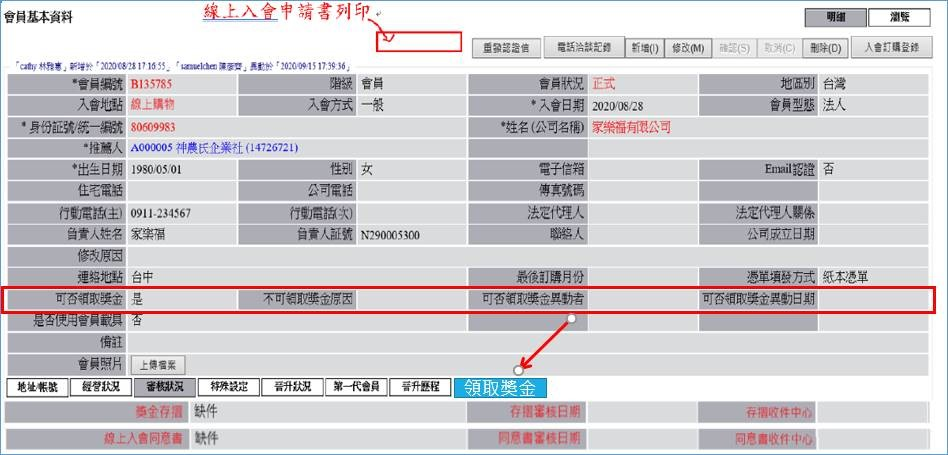 會員基本資料
線上入會申請書列印
明細 瀏覽
重發認證信 電話洽談記錄 新增(I) 修改(M) 確認(S) 取消(C) 刪除(D) 入會訂購登錄
「cathy 林雅惠」新增於「2020/08/28 17:16:55」、「samuelchen 陳麥齊」異動於「2020/09/15 17:39:36」
*會員編號 B135785 階級 會員 會員狀況 正式 地區別 台灣
入會地點 線上購物 入會方式 一般 *入會日期 2020/08/28 會員型態 法人
*身份証號/統一編號 80609983 *姓名(公司名稱) 家樂福有限公司
*推薦人 A000005 神農氏企業社 (14726721)
*出生日期 1980/05/01 性別 女 電子信箱 Email認證 否
住宅電話 公司電話 傳真號碼
行動電話(主) 0911-234567 行動電話(次) 法定代理人 法定代理人關係
負責人姓名 家樂福 負責人証號 N290005300 聯絡人 公司成立日期
修改原因
連絡地點 台中 最後訂購月份 憑單填發方式 紙本憑單
可否領取獎金 是 不可領取獎金原因 可否領取獎金異動者 可否領取獎金異動日期
是否使用會員載具 否
備註
會員照片 上傳檔案
地址/帳號 經營狀況 審核狀況 特殊設定 晉升狀況 第一代會員 晉升歷程 領取獎金
獎金存摺 缺件 存摺審核日期 存摺收件中心
線上入會同意書 缺件 同意書審核日期 同意書收件中心